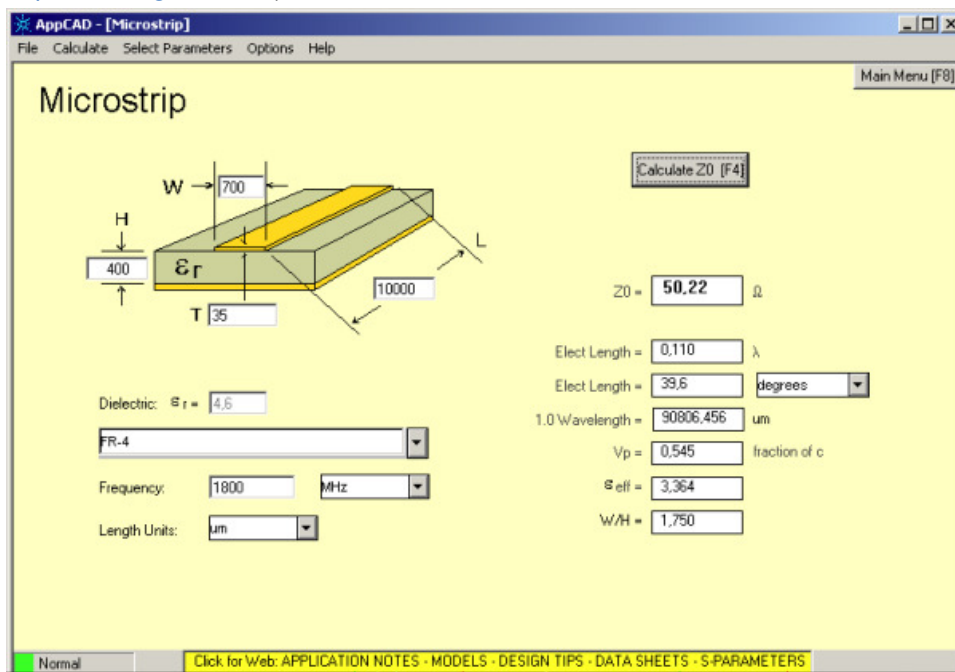 AppCAD - [Microstrip]
File Calculate Select Parameters Options Help
Main Menu [F8]
Microstrip
Calculate Z0 [F4]
W 700
H
L
400
εr
10000
T 35
Z0 = 50,22 Ω
Elect Length = 0,110 λ
Elect Length = 39,6 degrees
Dielectric: εr = 4,6
1.0 Wavelength = 90806,456 um
FR-4
Vp = 0,545 fraction of c
Frequency: 1800 MHz
εeff = 3,364
Length Units: um
W/H = 1,750
Normal
Click for Web: APPLICATION NOTES - MODELS - DESIGN TIPS - DATA SHEETS - S-PARAMETERS